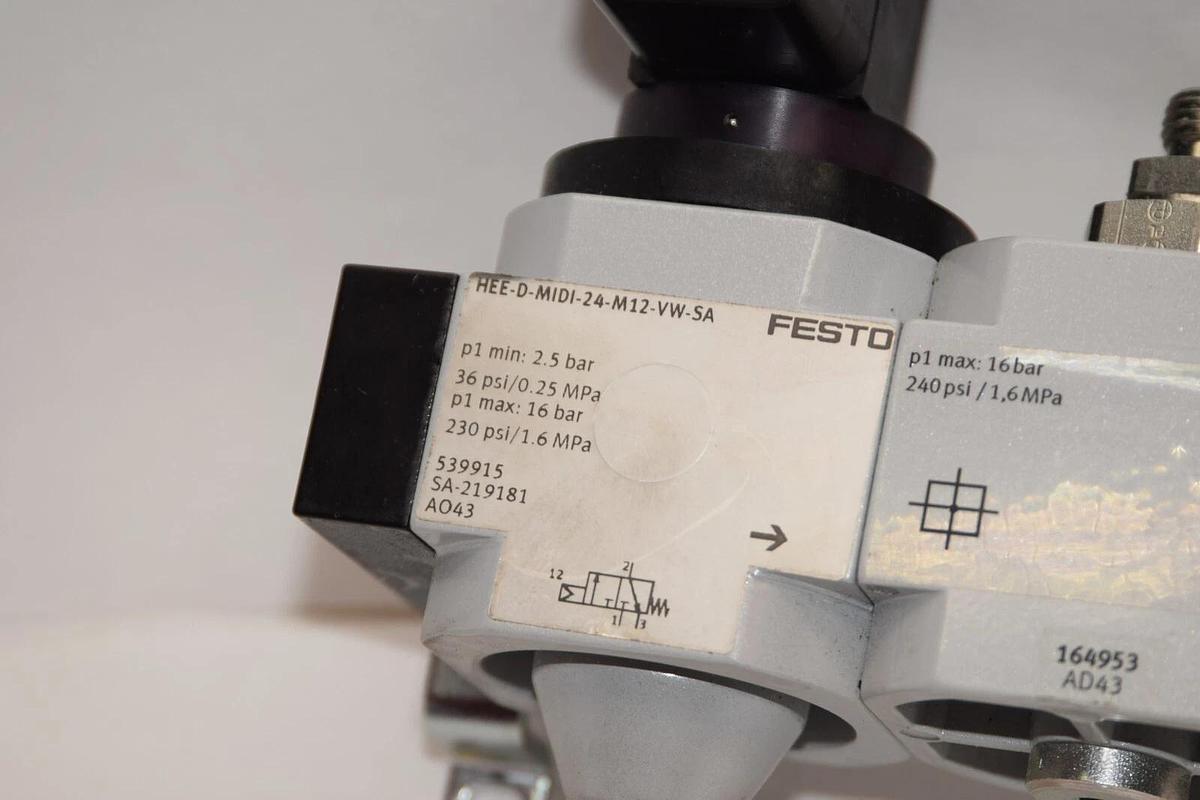 HEE-D-MIDI-24-M12-VW-SA
FESTO
p1 min: 2.5 bar
36 psi/0.25 MPa
p1 max: 16 bar
230 psi/1.6 MPa
539915
SA-219181
AO43
12
2
1 3
p1 max: 16 bar
240 psi / 1,6 MPa
164953
AD43